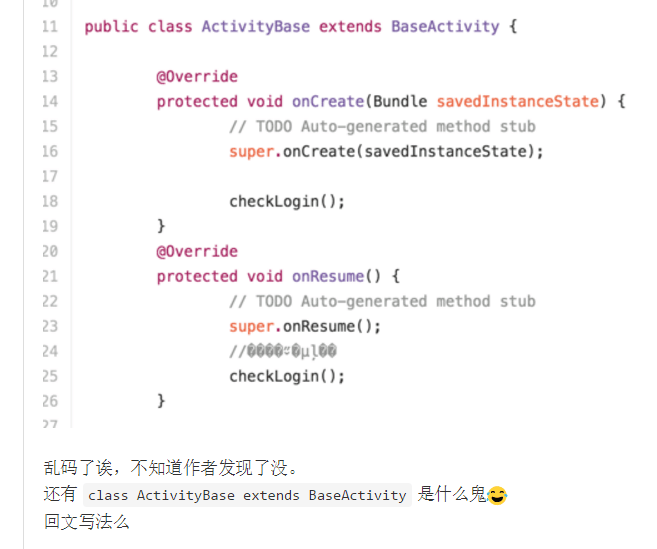 10
11 public class ActivityBase extends BaseActivity {
12
13 @Override
14 protected void onCreate(Bundle savedInstanceState) {
15 // TODO Auto-generated method stub
16 super.onCreate(savedInstanceState);
17
18 checkLogin();
19 }
20 @Override
21 protected void onResume() {
22 // TODO Auto-generated method stub
23 super.onResume();
24 //
25 checkLogin();
26 }
27
乱码了诶，不知道作者发现了没。
还有 class ActivityBase extends BaseActivity 是什么鬼😂
回文写法么